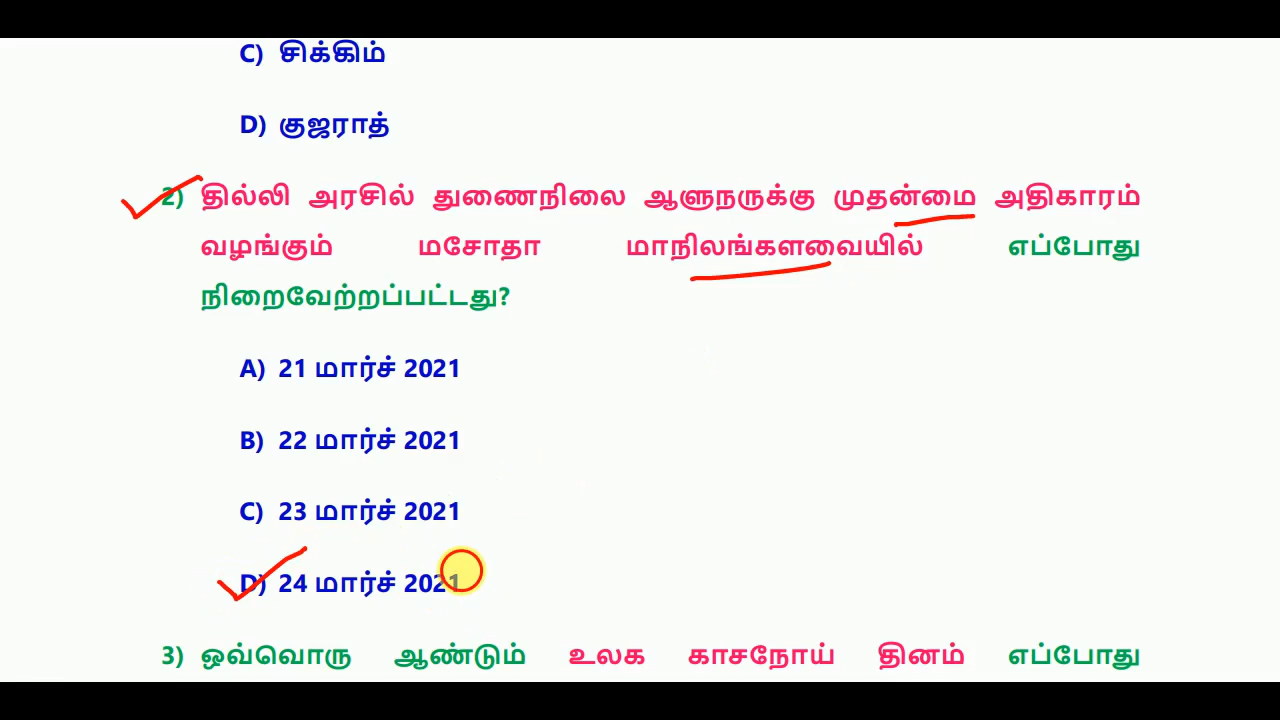 C) சிக்கிம்
D) குஜராத்
2) தில்லி அரசில் துணைநிலை ஆளுநருக்கு முதன்மை அதிகாரம்
வழங்கும் மசோதா மாநிலங்களவையில் எப்போது
நிறைவேற்றப்பட்டது?
A) 21 மார்ச் 2021
B) 22 மார்ச் 2021
C) 23 மார்ச் 2021
D) 24 மார்ச் 2021
3) ஒவ்வொரு ஆண்டும் உலக காசநோய் தினம் எப்போது